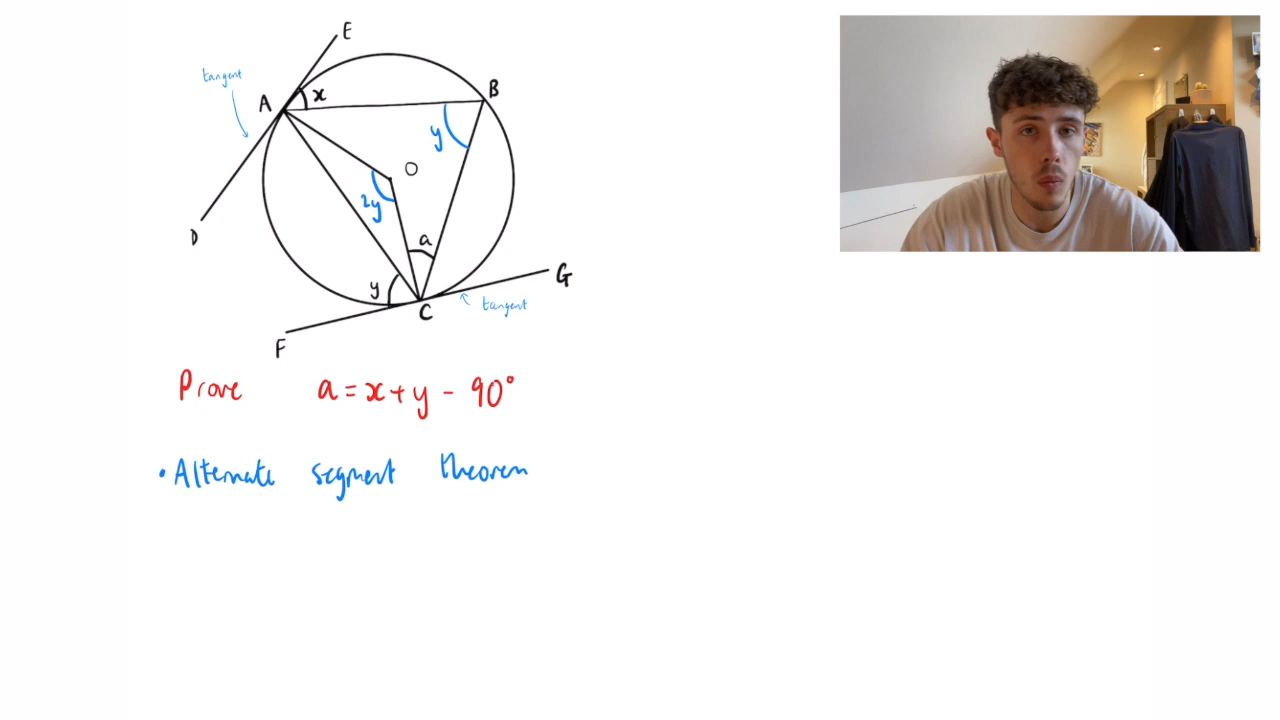 E
tangent
A
x
B
y
O
2y
D
a
y
G
C
tangent
F
Prove a = x + y - 90°
• Alternate segment theorem